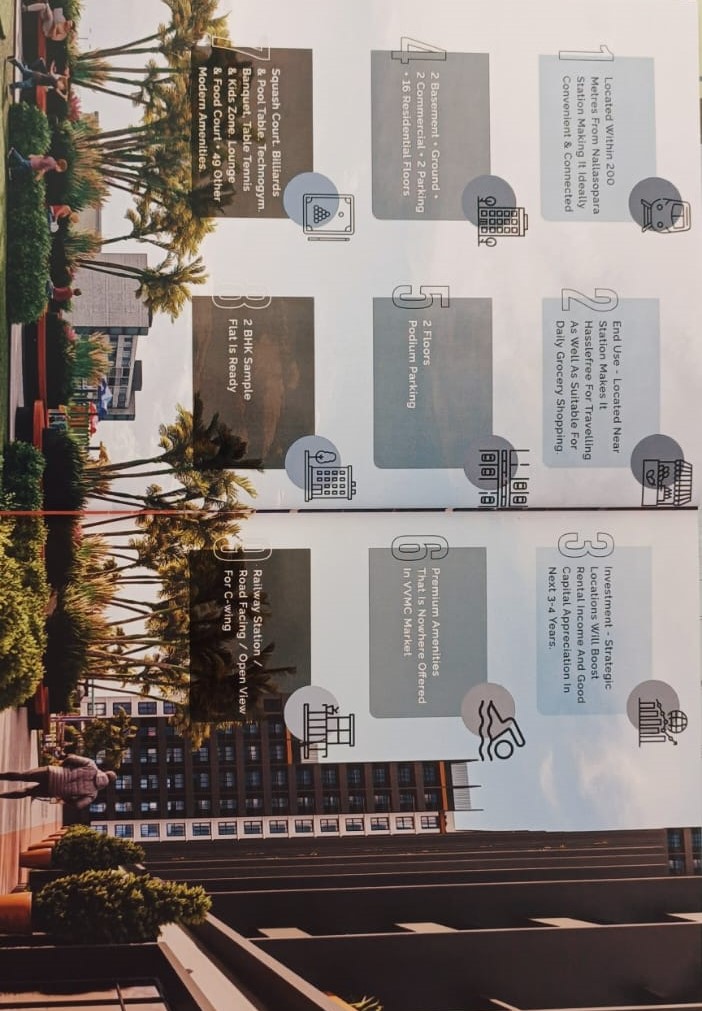 1
Located Within 200
Metres From Nallasopara
Station Making It Ideally
Convenient & Connected
2
End Use - Located Near
Station Makes It
Hasslefree For Travelling
As Well As Suitable For
Daily Grocery Shopping.
3
Investment - Strategic
Locations Will Boost
Rental Income And Good
Capital Appreciation In
Next 3-4 Years.
4
2 Basement + Ground +
2 Commercial + 2 Parking
+ 16 Residential Floors
5
2 Floors
Podium Parking
6
Premium Amenities
That Is Nowhere Offered
In VVMC Market
7
Squash Court. Billiards
& Pool Table. Technogym.
Banquet, Table Tennis
& Kids Zone. Lounge
& Food Court + 49 Other
Modern Amenities.
8
2 BHK Sample
Flat Is Ready
9
Railway Station /
Road Facing / Open View
For C-wing